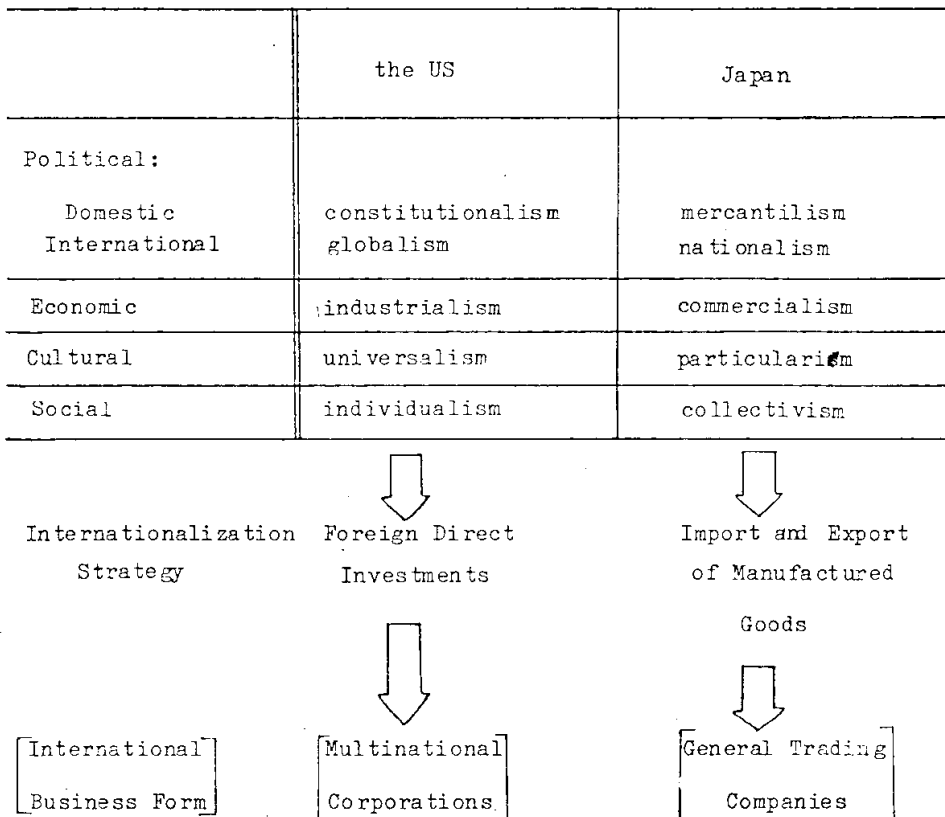 the US Japan
Political:
Domestic constitutionalism mercantilism
International globalism nationalism
Economic industrialism commercialism
Cultural universalism particularism
Social individualism collectivism
Internationalization Foreign Direct Import and Export
Strategy Investments of Manufactured
Goods
International Multinational General Trading
Business Form Corporations Companies